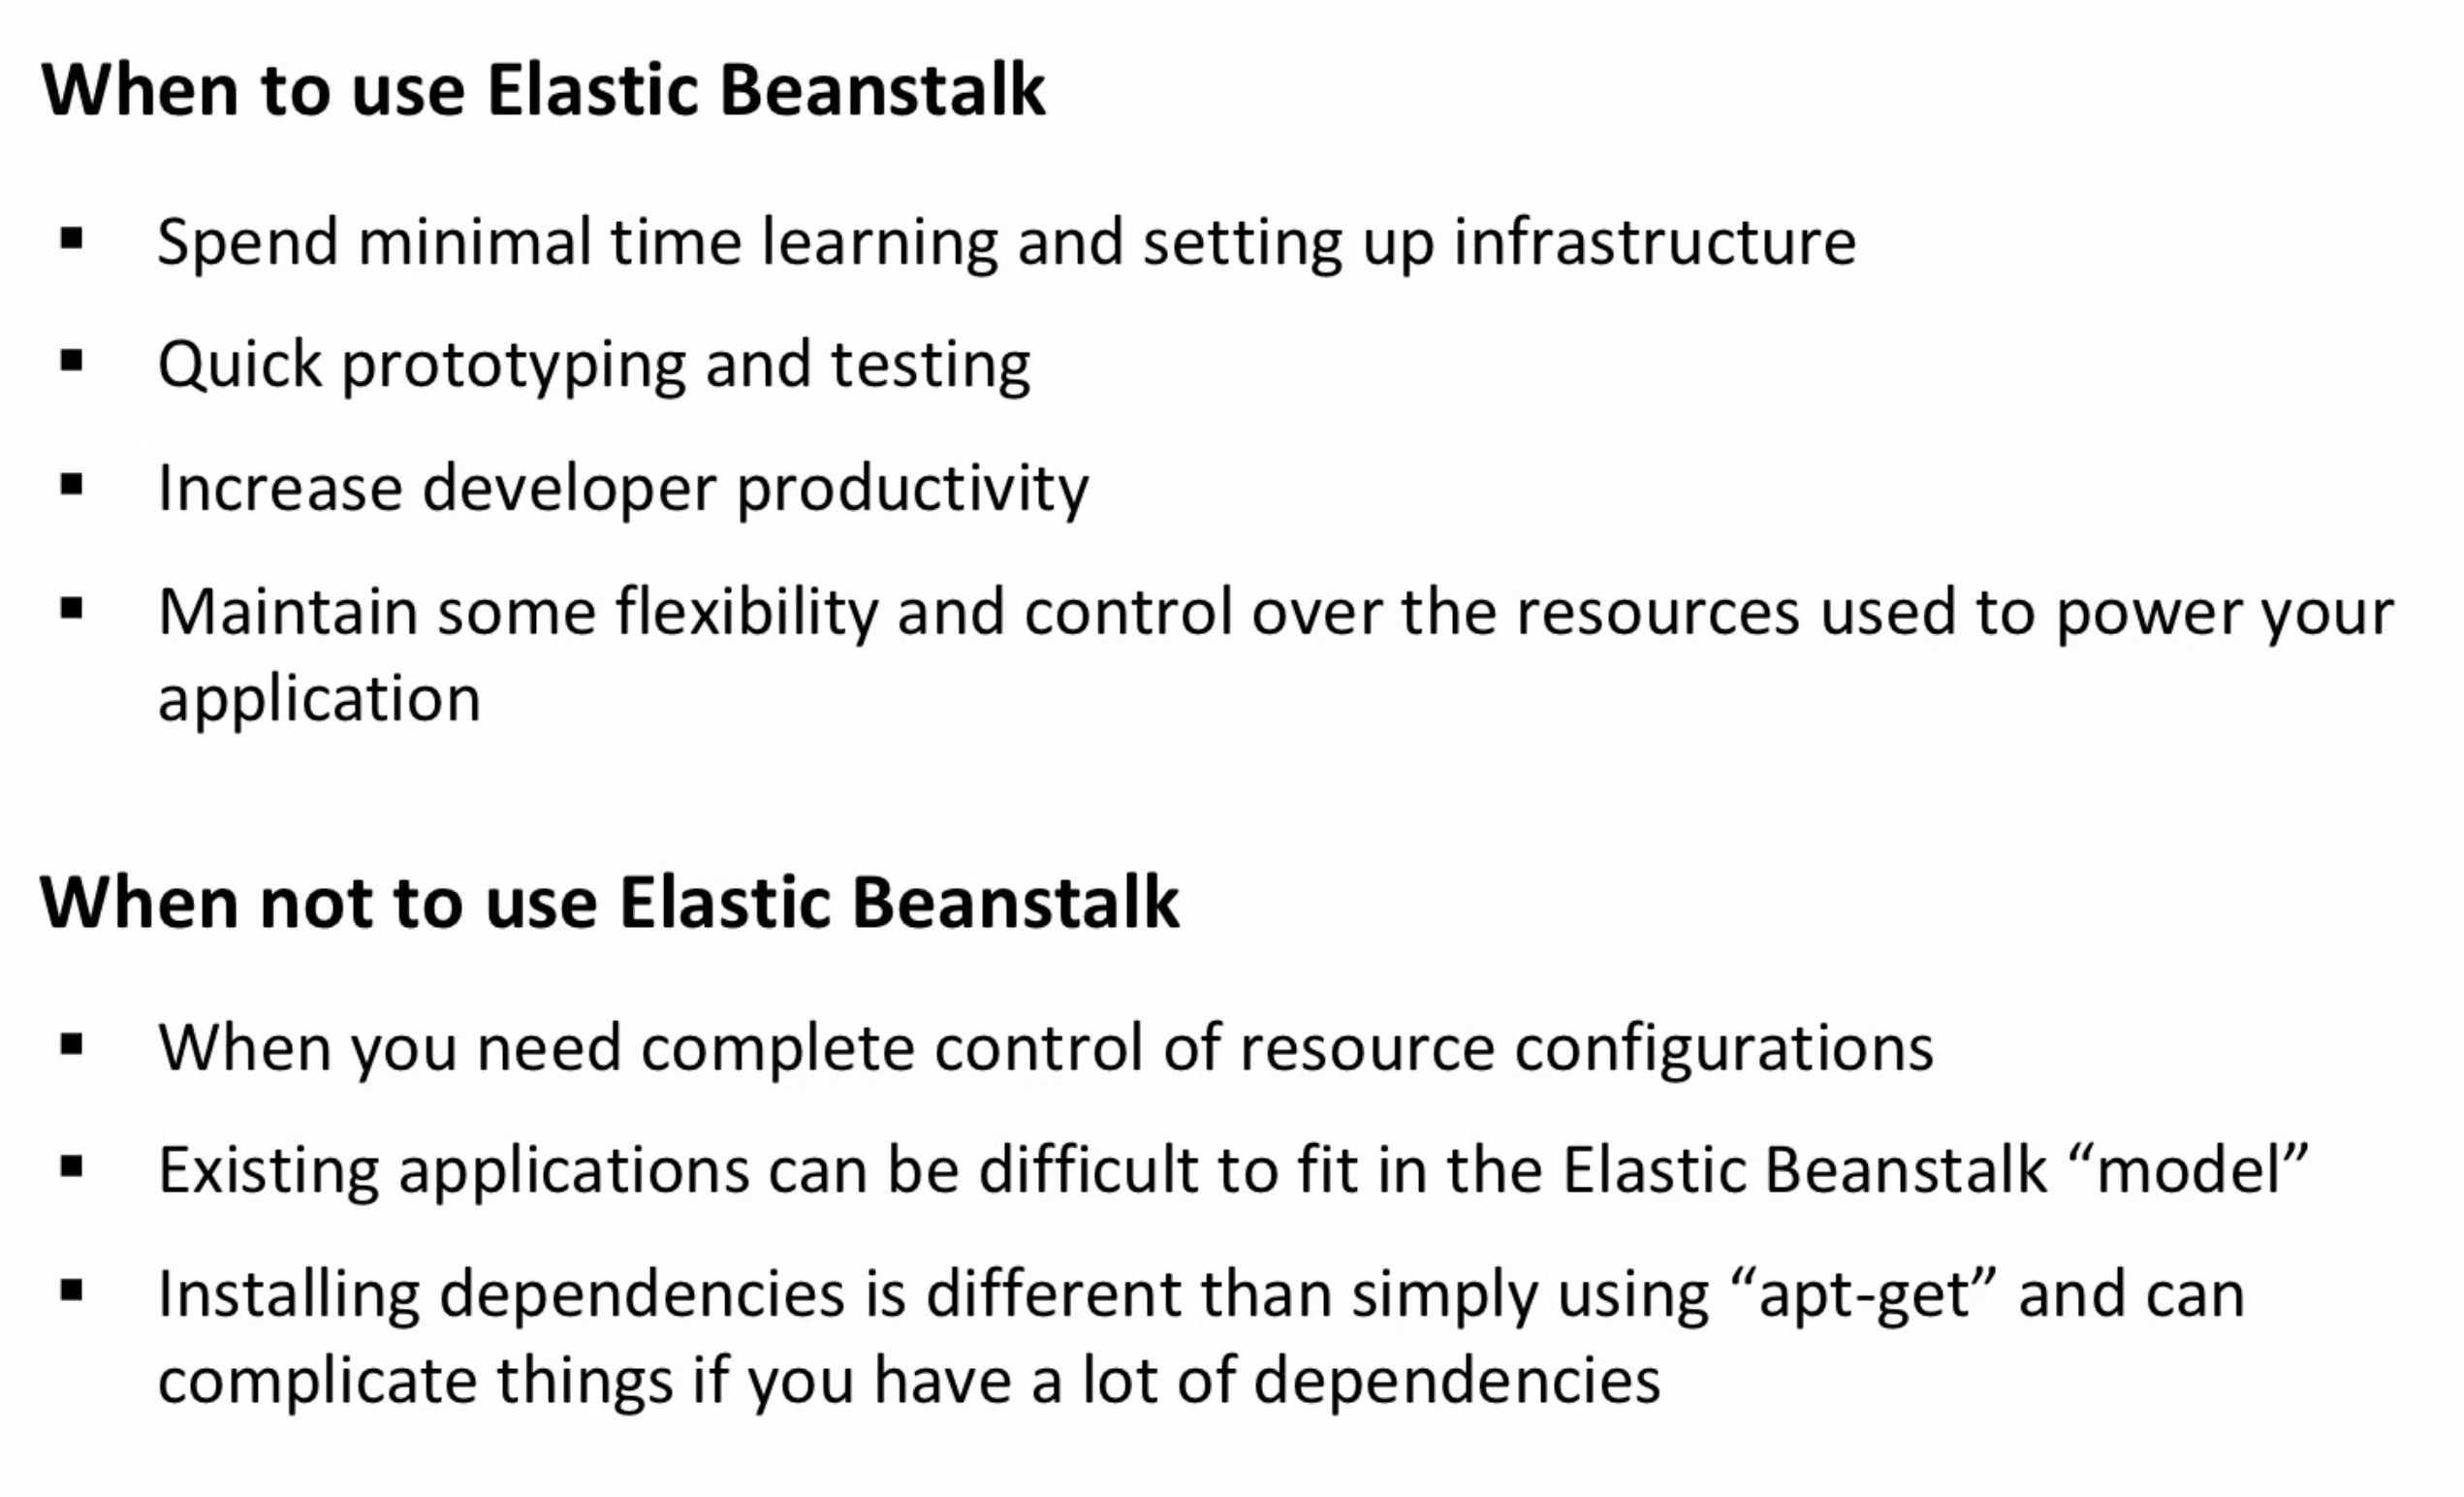 When to use Elastic Beanstalk
▪ Spend minimal time learning and setting up infrastructure
▪ Quick prototyping and testing
▪ Increase developer productivity
▪ Maintain some flexibility and control over the resources used to power your
application
When not to use Elastic Beanstalk
▪ When you need complete control of resource configurations
▪ Existing applications can be difficult to fit in the Elastic Beanstalk “model”
▪ Installing dependencies is different than simply using “apt-get” and can
complicate things if you have a lot of dependencies